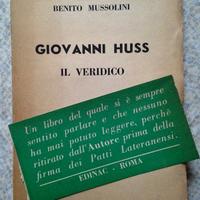 BENITO MUSSOLINI
GIOVANNI HUSS
IL VERIDICO
Un libro del quale si è sempre
sentito parlare e che nessuno
ha mai potuto leggere, perchè
ritirato dall'Autore prima della
firma dei Patti Lateranensi.
EDINAC - ROMA